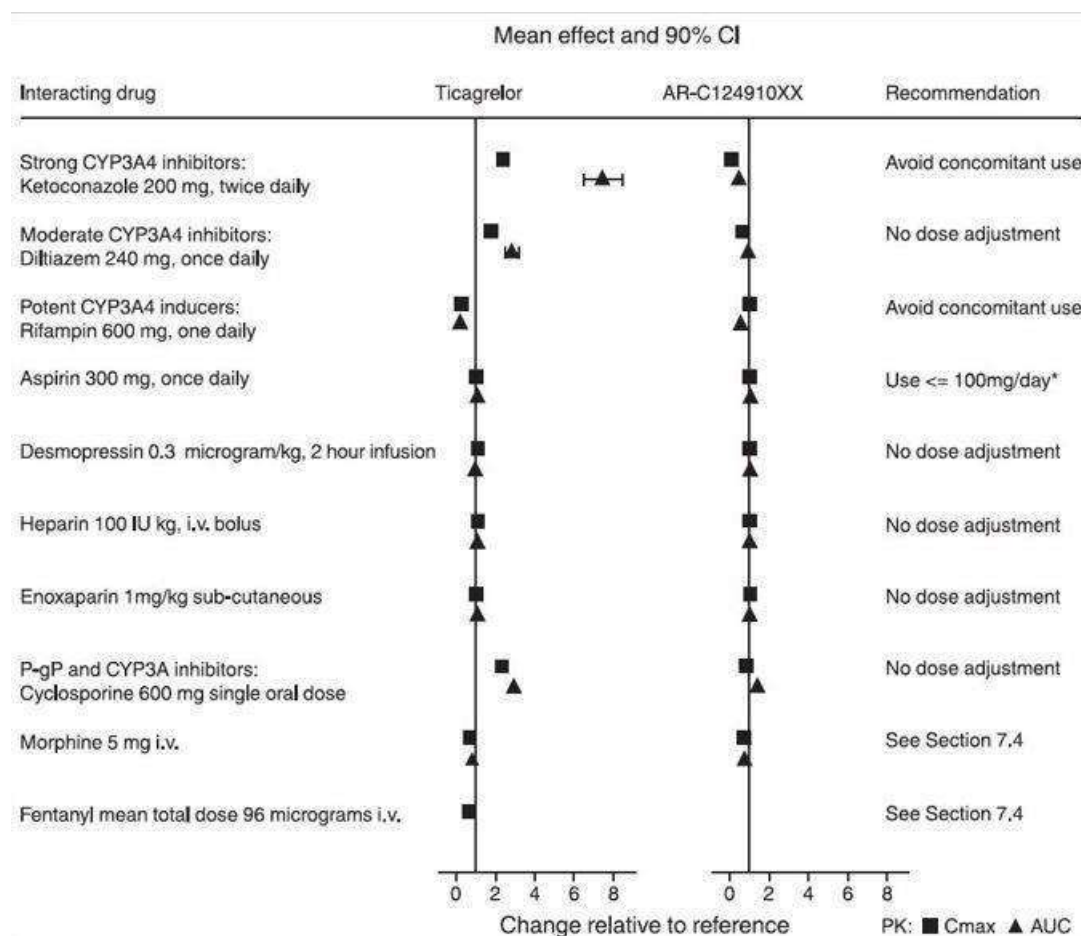 Mean effect and 90% CI
Interacting drug Ticagrelor AR-C124910XX Recommendation
Strong CYP3A4 inhibitors:
Ketoconazole 200 mg, twice daily Avoid concomitant use
Moderate CYP3A4 inhibitors:
Diltiazem 240 mg, once daily No dose adjustment
Potent CYP3A4 inducers:
Rifampin 600 mg, one daily Avoid concomitant use
Aspirin 300 mg, once daily Use <= 100mg/day*
Desmopressin 0.3 microgram/kg, 2 hour infusion No dose adjustment
Heparin 100 IU kg, i.v. bolus No dose adjustment
Enoxaparin 1mg/kg sub-cutaneous No dose adjustment
P-gP and CYP3A inhibitors:
Cyclosporine 600 mg single oral dose No dose adjustment
Morphine 5 mg i.v. See Section 7.4
Fentanyl mean total dose 96 micrograms i.v. See Section 7.4
0 2 4 6 8 0 2 4 6 8
Change relative to reference PK: ■ Cmax ▲ AUC